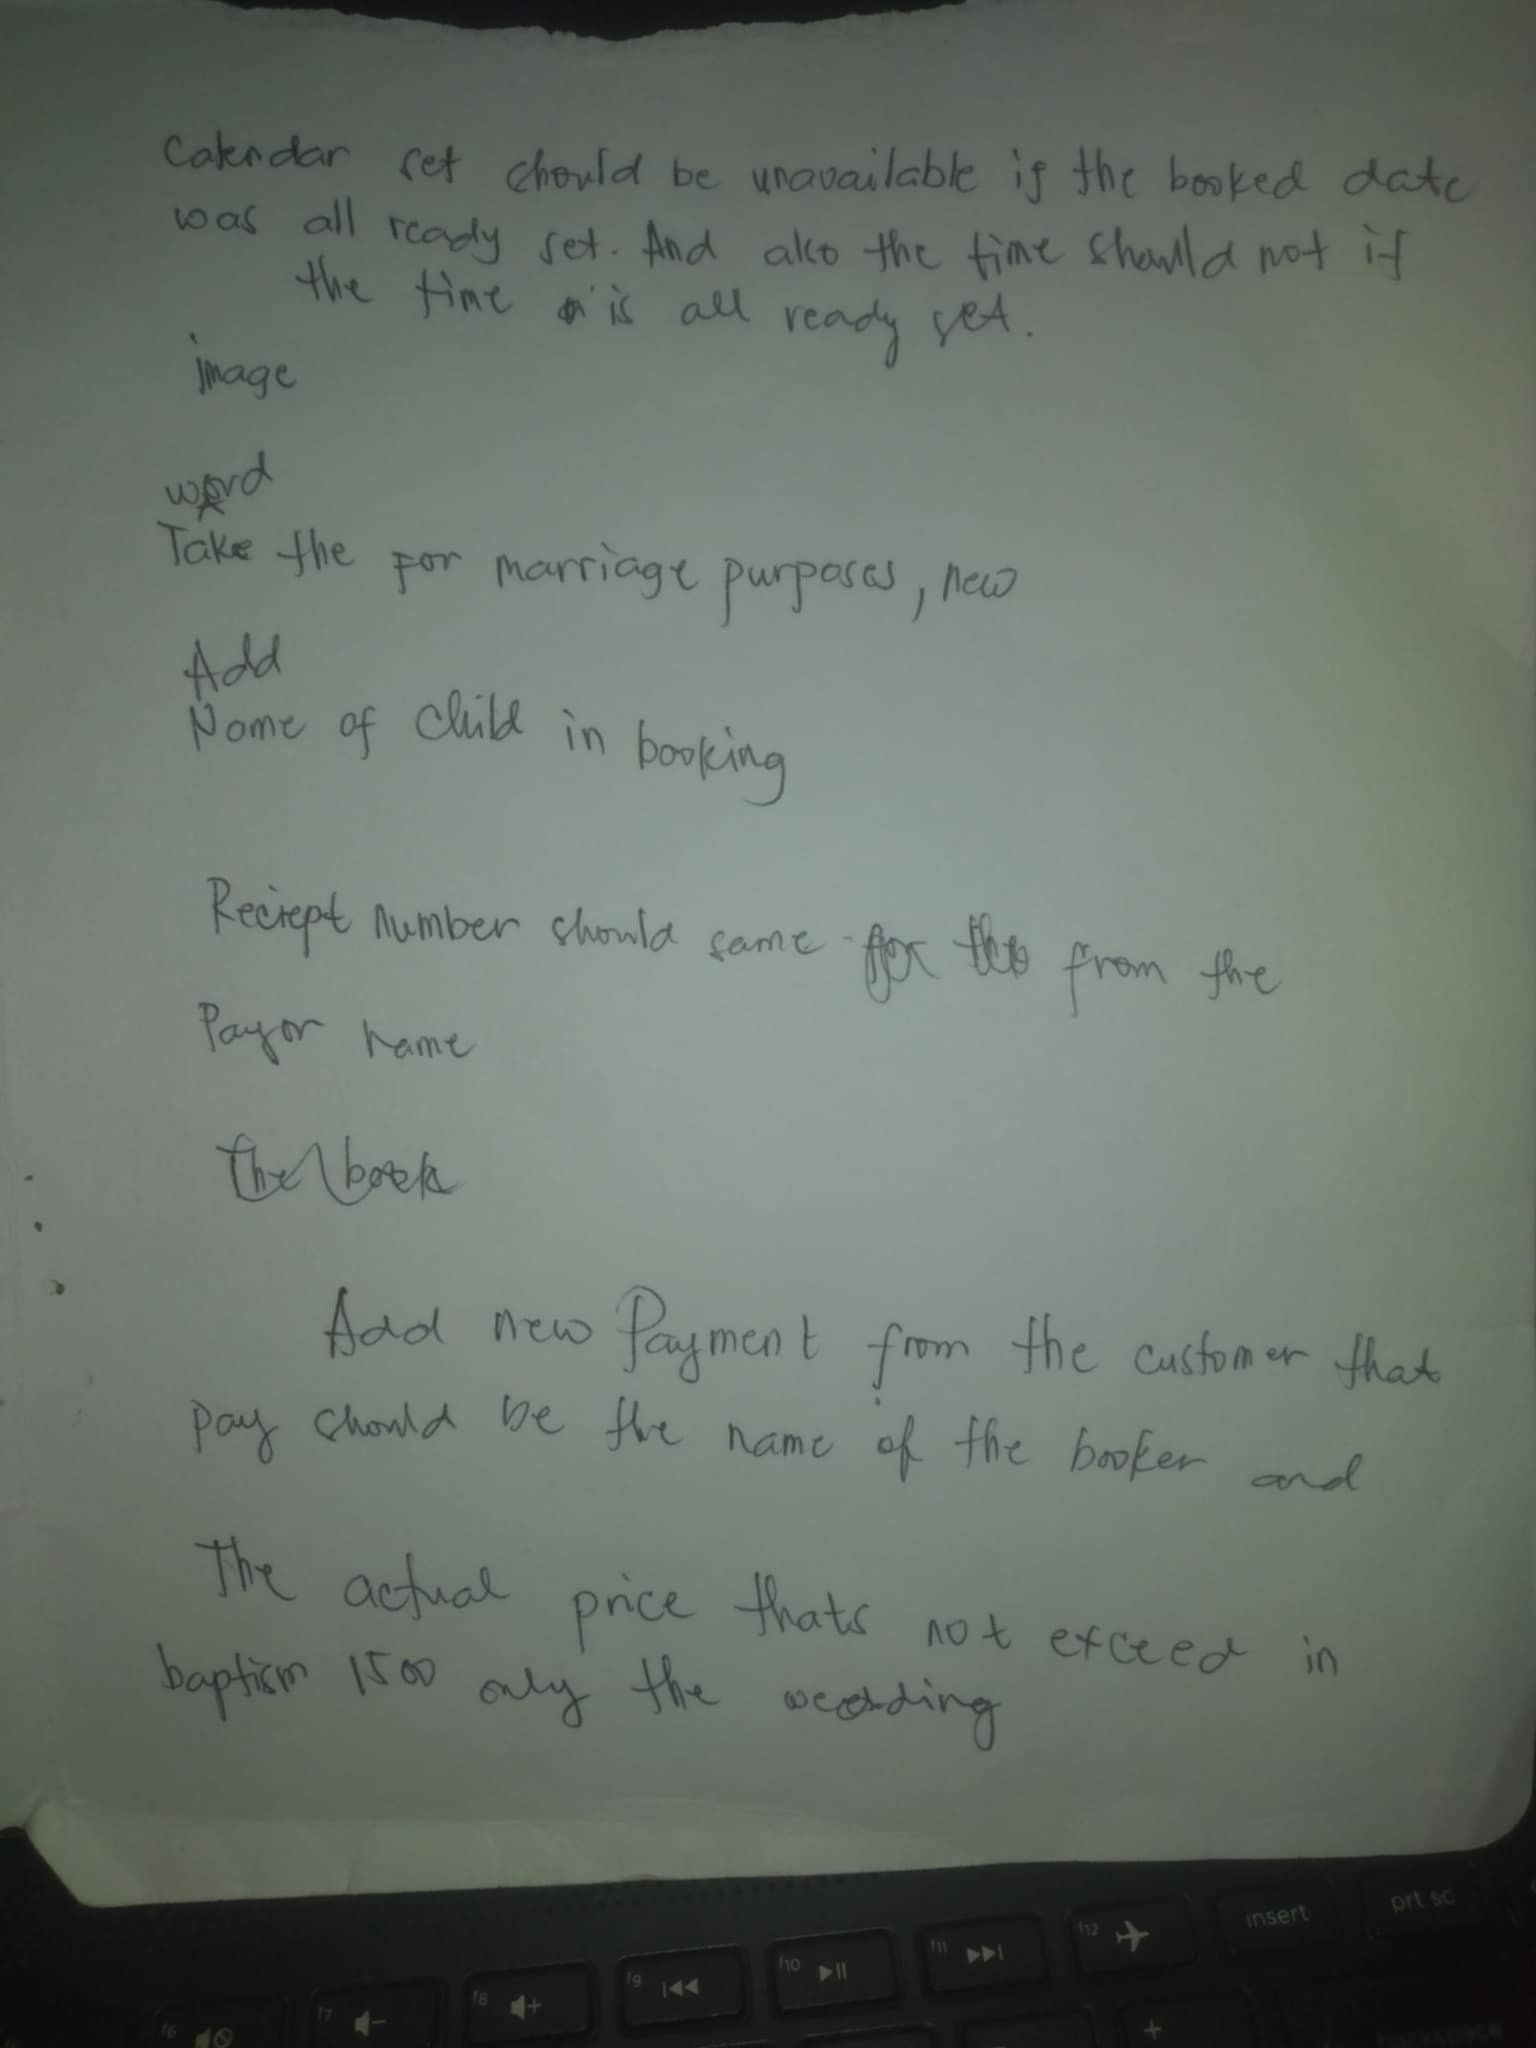 Calendar set should be unavailable if the booked date
was all ready set. And also the time should not if
the time is all ready set.
image
word
Take the For marriage purposes, new
Add
Name of Child in booking
Reciept number should same from the
Payor name
The book
Add new Payment from the customer that
pay should be the name of the booker and
The actual price thats not exceed in
baptism 1500 only the wedding
f6
f7
f8
f9
f10
f11
f12
insert
prt sc